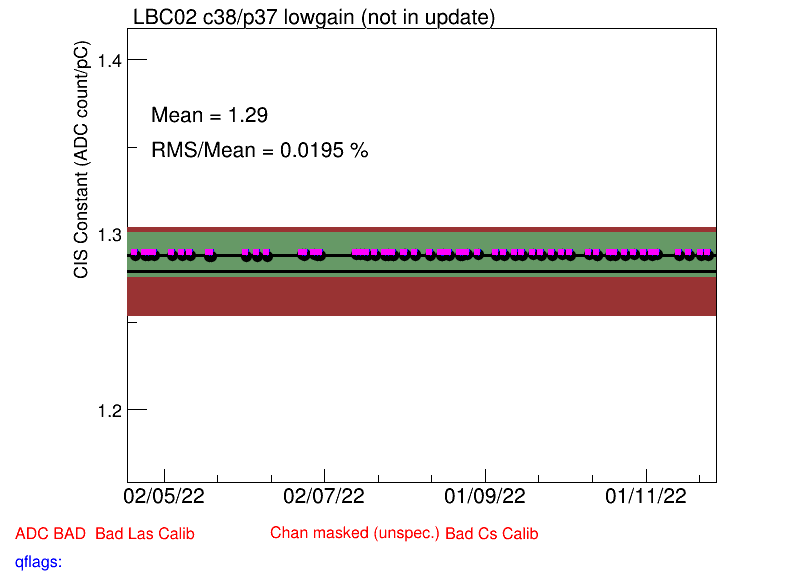 LBC02 c38/p37 lowgain (not in update)
CIS Constant (ADC count/pC)
1.4
Mean = 1.29
RMS/Mean = 0.0195 %
1.3
1.2
02/05/22 02/07/22 01/09/22 01/11/22
ADC BAD Bad Las Calib Chan masked (unspec.) Bad Cs Calib
qflags: